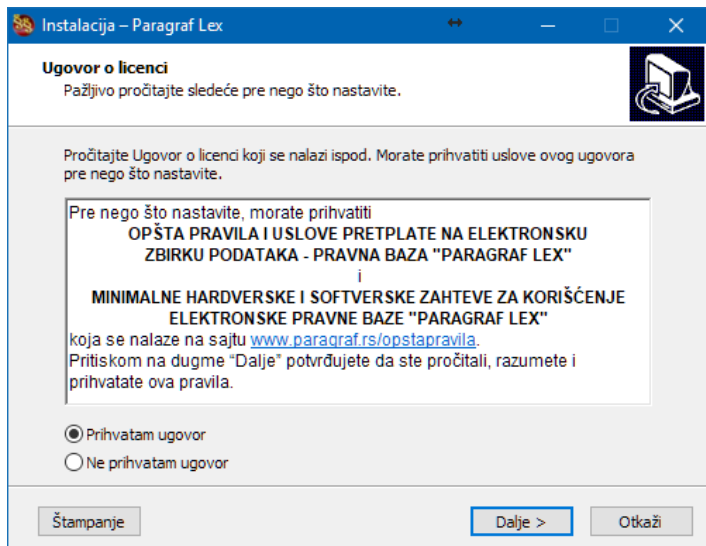 Instalacija – Paragraf Lex
Ugovor o licenci
Pažljivo pročitajte sledeće pre nego što nastavite.
Pročitajte Ugovor o licenci koji se nalazi ispod. Morate prihvatiti uslove ovog ugovora
pre nego što nastavite.
Pre nego što nastavite, morate prihvatiti
OPŠTA PRAVILA I USLOVE PRETPLATE NA ELEKTRONSKU
ZBIRKU PODATAKA - PRAVNA BAZA "PARAGRAF LEX"
i
MINIMALNE HARDVERSKE I SOFTVERSKE ZAHTEVE ZA KORIŠĆENJE
ELEKTRONSKE PRAVNE BAZE "PARAGRAF LEX"
koja se nalaze na sajtu www.paragraf.rs/opstapravila.
Pritiskom na dugme “Dalje” potvrđujete da ste pročitali, razumete i
prihvatate ova pravila.
Prihvatam ugovor
Ne prihvatam ugovor
Štampanje
Dalje >
Otkaži